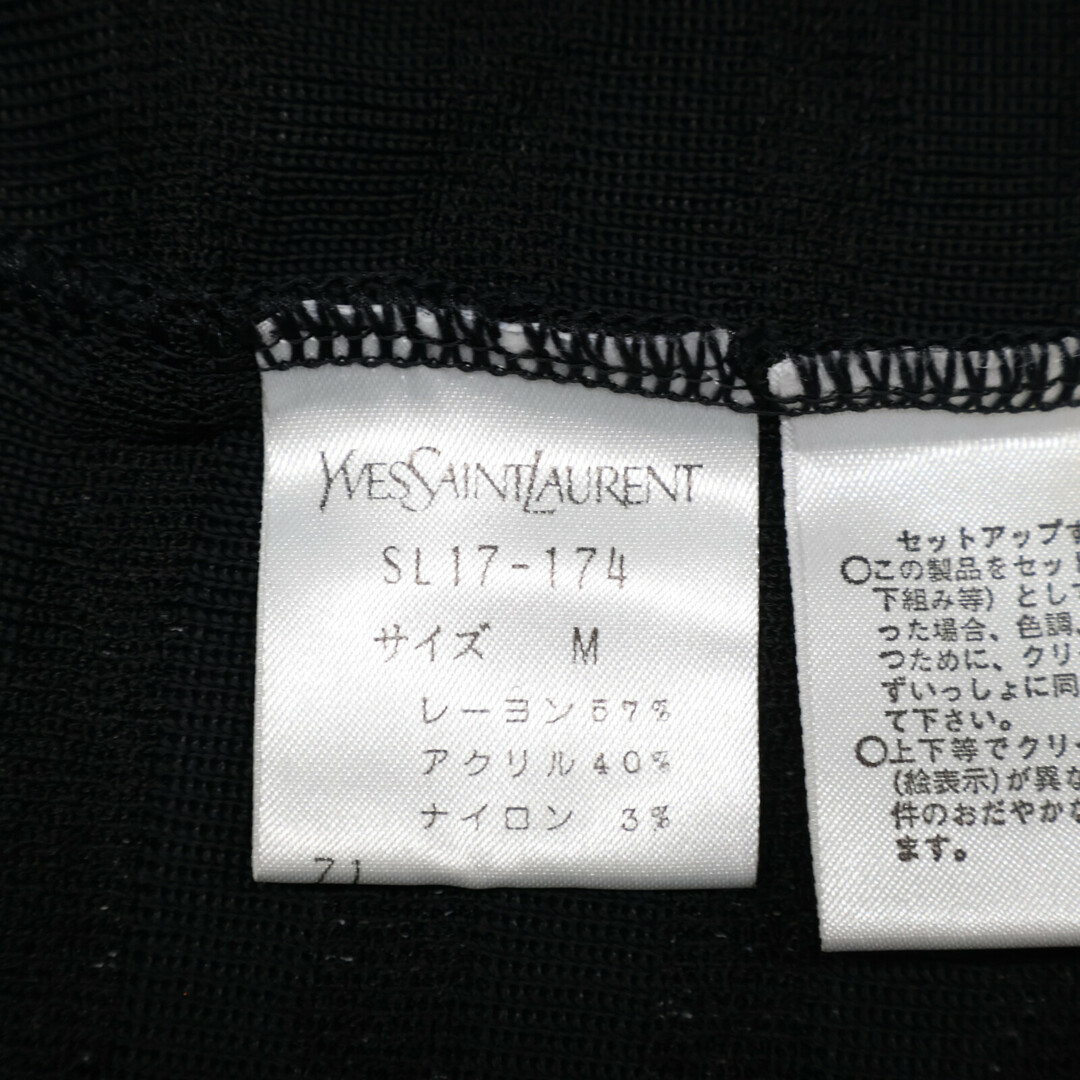 YVESSAINTLAURENT
SL17-174
サイズ M
レーヨン57%
アクリル40%
ナイロン 3%
71
セットアップす
○この製品をセット
下組み等)として
った場合、色調、
つために、クリ
ずいっしょに同
て下さい。
○上下等でクリー
(絵表示)が異な
件のおだやかな
ます。